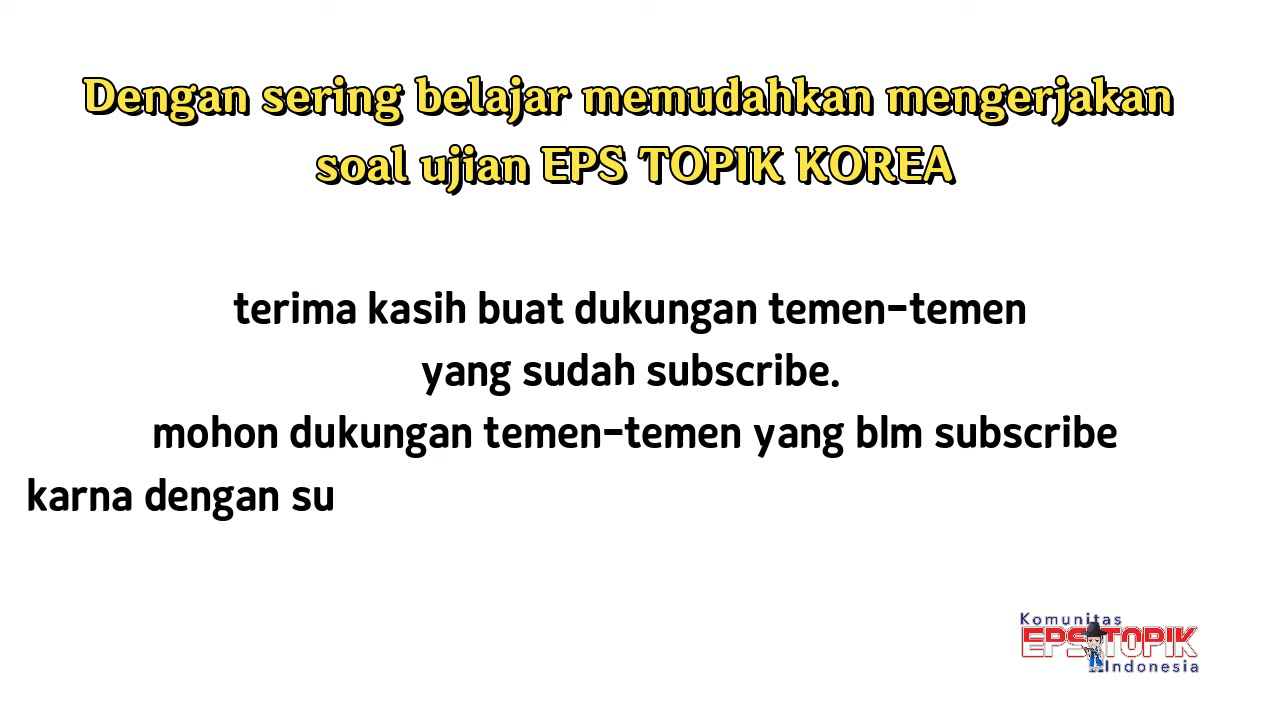 Dengan sering belajar memudahkan mengerjakan
soal ujian EPS TOPIK KOREA
terima kasih buat dukungan temen-temen
yang sudah subscribe.
mohon dukungan temen-temen yang blm subscribe
karna dengan su
Komunitas
EPS TOPIK
Indonesia